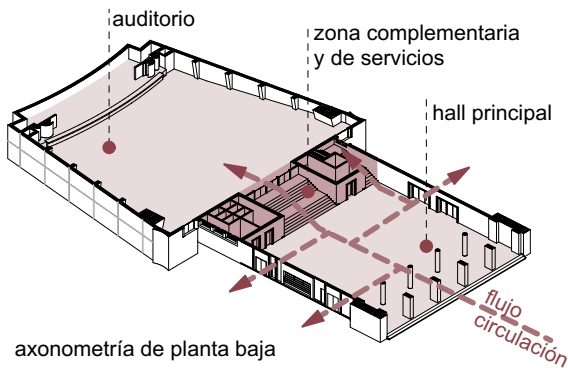 auditorio
zona complementaria
y de servicios
hall principal
flujo
circulación
axonometría de planta baja